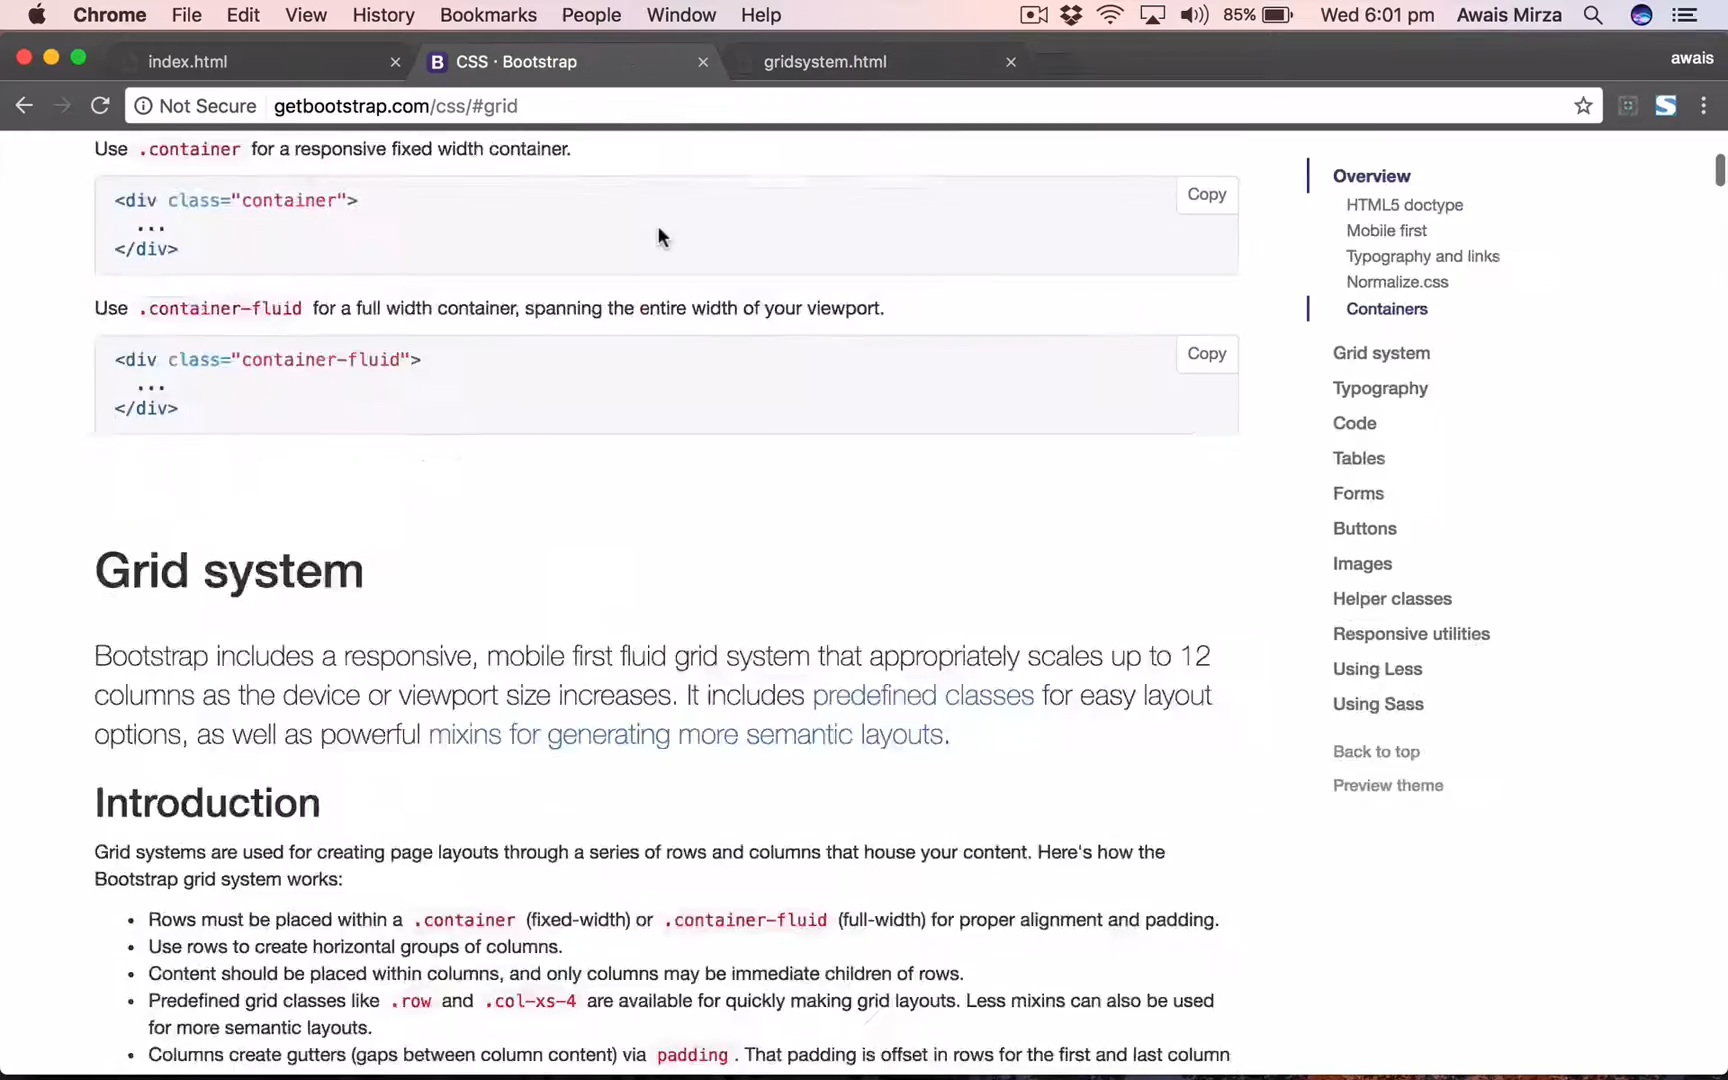 Chrome File Edit View History Bookmarks People Window Help 85% Wed 6:01 pm Awais Mirza
index.html CSS · Bootstrap gridsystem.html awais
Not Secure getbootstrap.com/css/#grid
Use .container for a responsive fixed width container.
<div class="container">
...
</div>
Copy
Use .container-fluid for a full width container, spanning the entire width of your viewport.
<div class="container-fluid">
...
</div>
Copy
Grid system
Bootstrap includes a responsive, mobile first fluid grid system that appropriately scales up to 12
columns as the device or viewport size increases. It includes predefined classes for easy layout
options, as well as powerful mixins for generating more semantic layouts.
Introduction
Grid systems are used for creating page layouts through a series of rows and columns that house your content. Here's how the
Bootstrap grid system works:
• Rows must be placed within a .container (fixed-width) or .container-fluid (full-width) for proper alignment and padding.
• Use rows to create horizontal groups of columns.
• Content should be placed within columns, and only columns may be immediate children of rows.
• Predefined grid classes like .row and .col-xs-4 are available for quickly making grid layouts. Less mixins can also be used
for more semantic layouts.
• Columns create gutters (gaps between column content) via padding . That padding is offset in rows for the first and last column
Overview
HTML5 doctype
Mobile first
Typography and links
Normalize.css
Containers
Grid system
Typography
Code
Tables
Forms
Buttons
Images
Helper classes
Responsive utilities
Using Less
Using Sass
Back to top
Preview theme